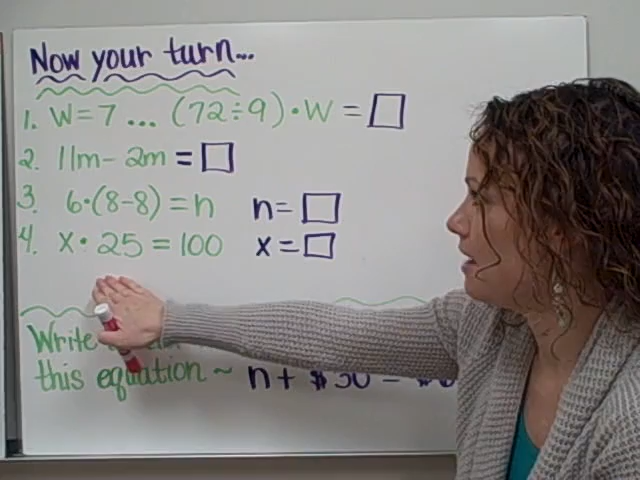 Now your turn...
1. W=7 ... (72÷9)•W = □
2. 11m - 2m = □
3. 6•(8-8) = n n = □
4. x • 25 = 100 x = □
Write
this equation ~ n + $50 =